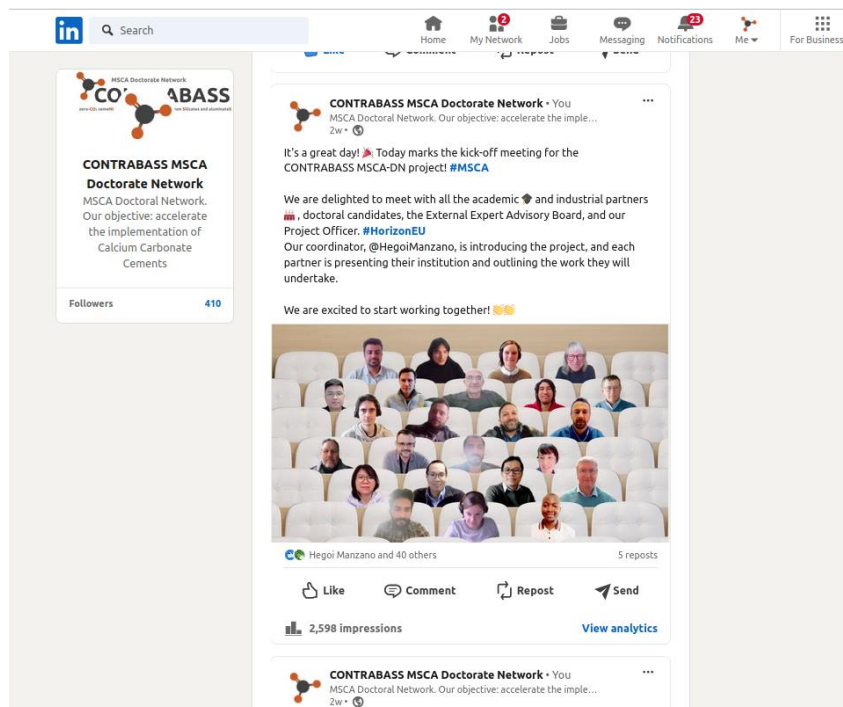 in
Search
2
23
Home
My Network
Jobs
Messaging
Notifications
Me
For Business
Like
Comment
Repost
Send
MSCA Doctorate Network
CO
ABASS
CONTRABASS MSCA
Doctorate Network
MSCA Doctoral Network.
Our objective: accelerate
the implementation of
Calcium Carbonate
Cements
Followers 410
CONTRABASS MSCA Doctorate Network • You
MSCA Doctoral Network. Our objective: accelerate the imple...
2w •
It's a great day! 🎉 Today marks the kick-off meeting for the
CONTRABASS MSCA-DN project! #MSCA
We are delighted to meet with all the academic 🎓 and industrial partners
🏭 , doctoral candidates, the External Expert Advisory Board, and our
Project Officer. #HorizonEU
Our coordinator, @HegoiManzano, is introducing the project, and each
partner is presenting their institution and outlining the work they will
undertake.
We are excited to start working together! 👏👏
Hegoi Manzano and 40 others
5 reposts
Like
Comment
Repost
Send
2,598 impressions
View analytics
CONTRABASS MSCA Doctorate Network • You
MSCA Doctoral Network. Our objective: accelerate the imple...
2w •